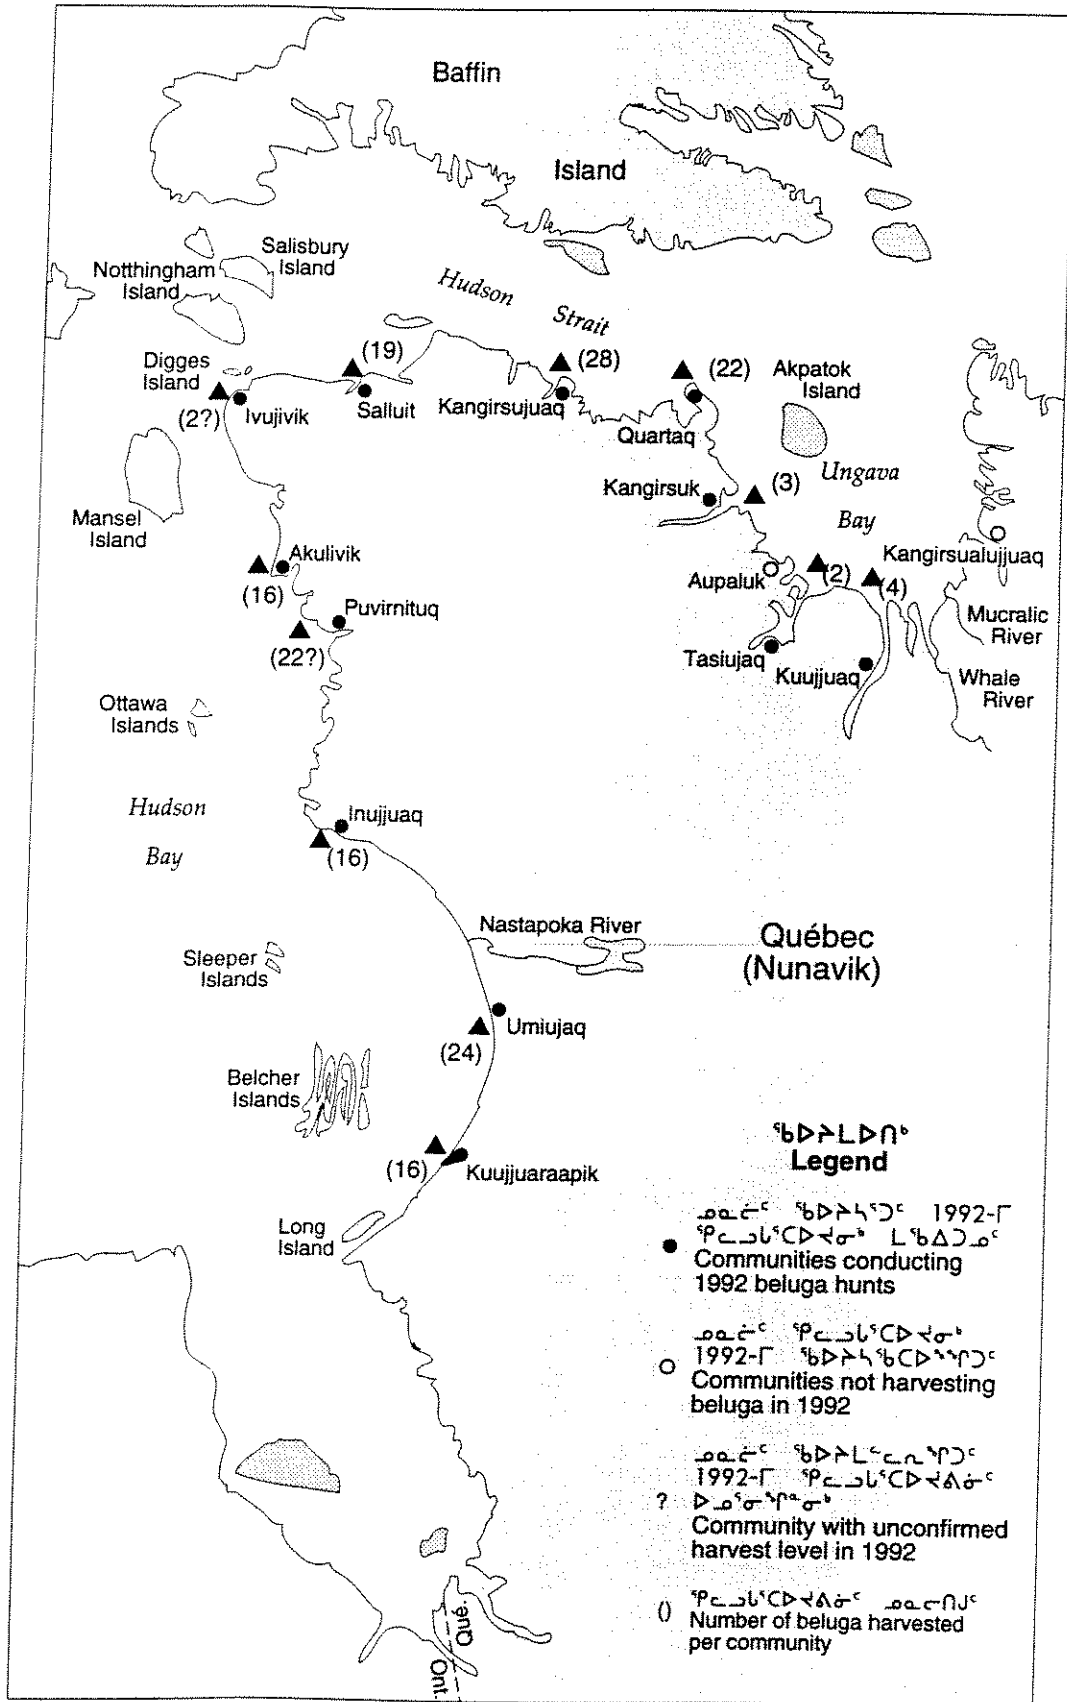 Baffin
Island
Salisbury
Island
Notthingham
Island
Hudson
Strait
Digges
Island
(2?)
Ivujivik
(19)
Salluit
(28)
Kangirsujuaq
(22)
Quartaq
Akpatok
Island
Ungava
Bay
Kangirsuk
(3)
Mansel
Island
Akulivik
(16)
Puvirnituq
(22?)
Aupaluk
(2)
(4)
Kangirsualujjuaq
Mucralic
River
Tasiujaq
Kuujjuaq
Whale
River
Ottawa
Islands
Hudson
Bay
Inujjuaq
(16)
Nastapoka River
Québec
(Nunavik)
Sleeper
Islands
Umiujaq
(24)
Belcher
Islands
(16)
Kuujjuaraapik
Long
Island
Qué.
Ont.
ᖃᐅᔨᒪᐅᑎᒃ
Legend
1992-ᒥ
Communities conducting
1992 beluga hunts
1992-ᒥ
Communities not harvesting
beluga in 1992
1992-ᒥ
?
Community with unconfirmed
harvest level in 1992
()
Number of beluga harvested
per community